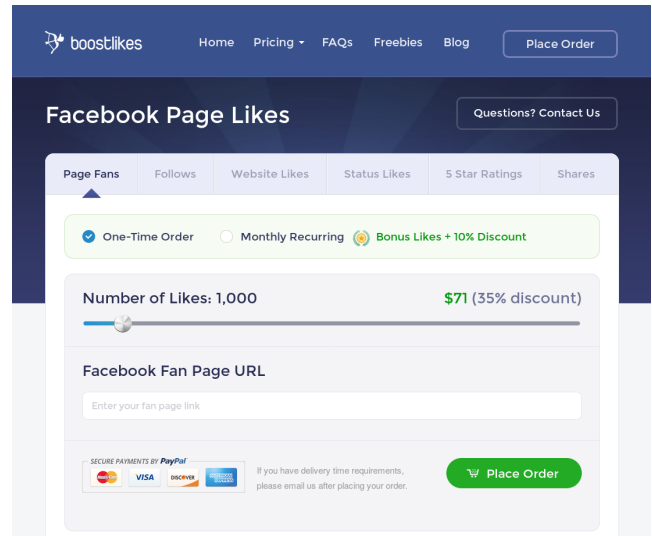 boostlikes Home Pricing FAQs Freebies Blog Place Order
Facebook Page Likes Questions? Contact Us
Page Fans Follows Website Likes Status Likes 5 Star Ratings Shares
One-Time Order Monthly Recurring Bonus Likes + 10% Discount
Number of Likes: 1,000 $71 (35% discount)
Facebook Fan Page URL
Enter your fan page link
SECURE PAYMENTS BY PayPal
MasterCard VISA DISCOVER
If you have delivery time requirements,
please email us after placing your order.
Place Order